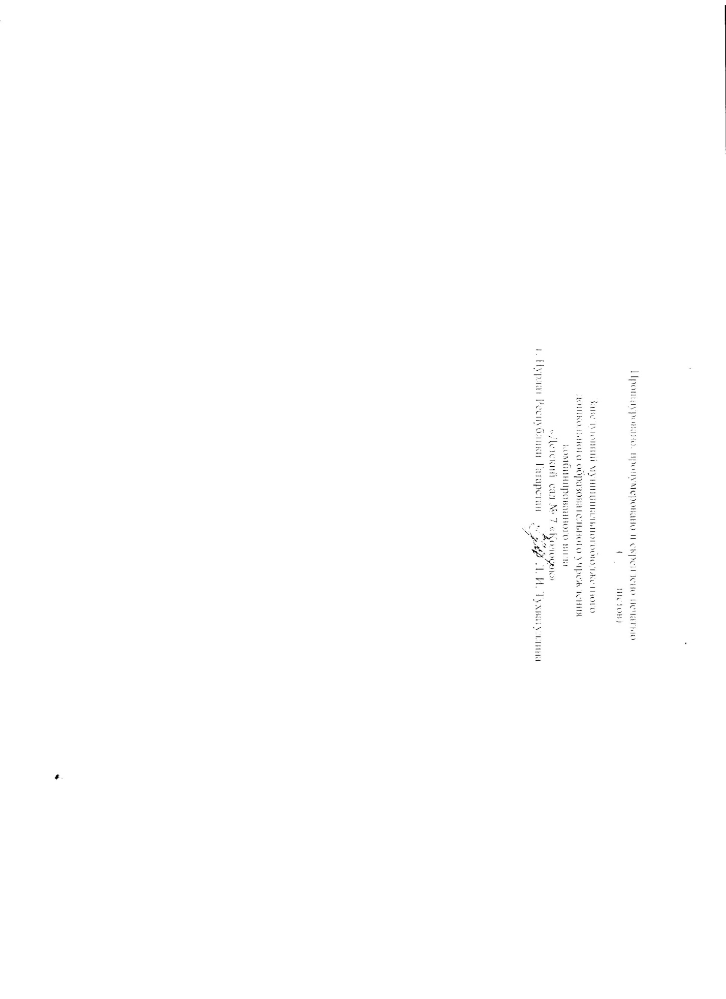 Прошнуровано, пронумеровано и скреплено печатью
( листов)
Заведующий муниципального бюджетного
дошкольного образовательного учреждения
комбинированного вида
«Детский сад № 7 «Колосок»
г. Нурлат Республики Татарстан Л. И. Тухватуллина